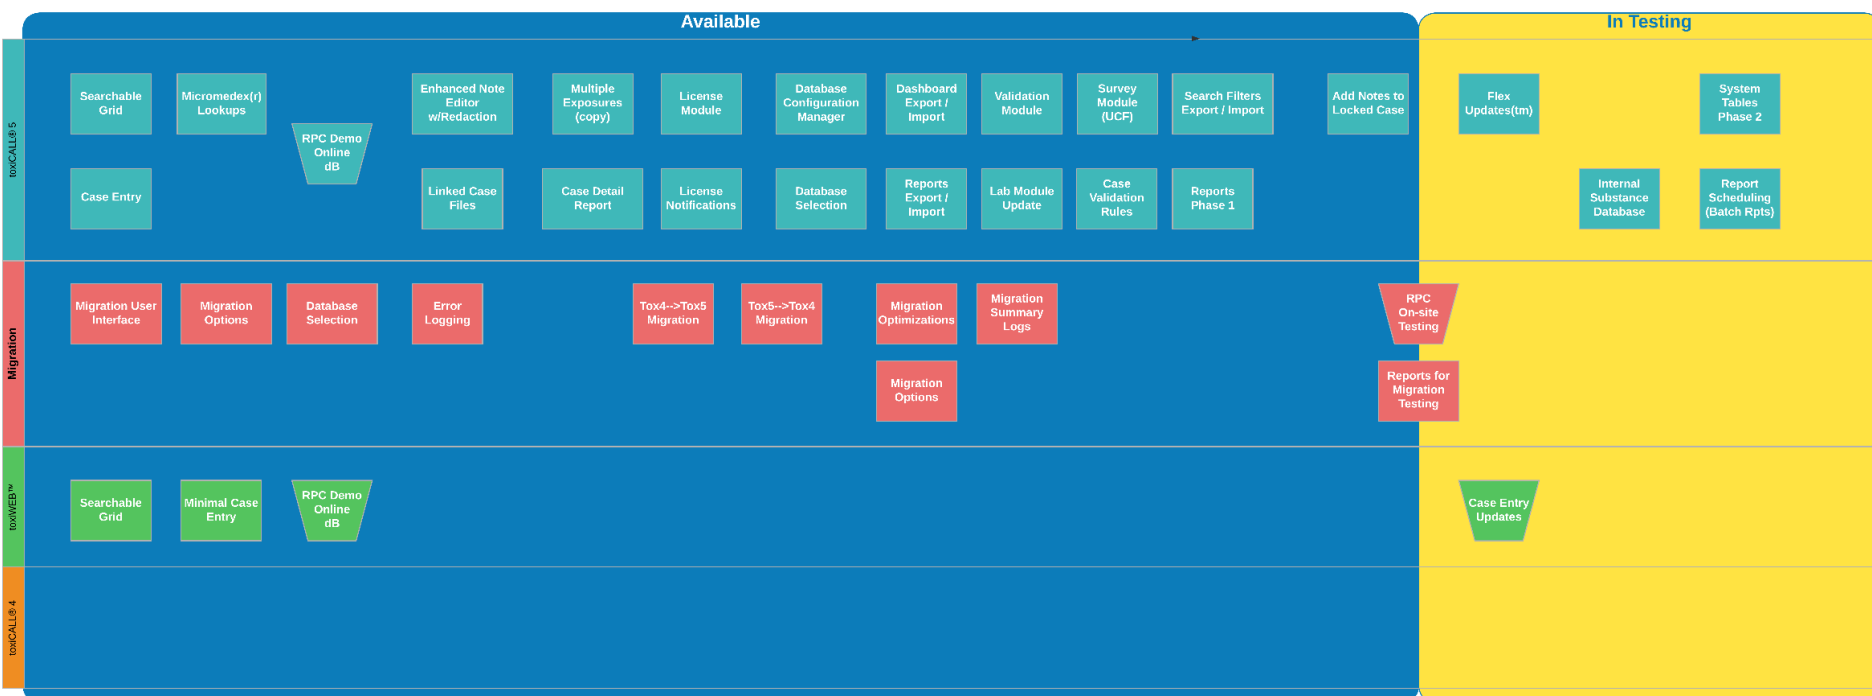 Available
In Testing
toxiCALL® 5
Searchable
Grid
Micromedex(r)
Lookups
RPC Demo
Online
dB
Enhanced Note
Editor
w/Redaction
Multiple
Exposures
(copy)
License
Module
Database
Configuration
Manager
Dashboard
Export /
Import
Validation
Module
Survey
Module
(UCF)
Search Filters
Export / Import
Add Notes to
Locked Case
Flex
Updates(tm)
System
Tables
Phase 2
Case Entry
Linked Case
Files
Case Detail
Report
License
Notifications
Database
Selection
Reports
Export /
Import
Lab Module
Update
Case
Validation
Rules
Reports
Phase 1
Internal
Substance
Database
Report
Scheduling
(Batch Rpts)
Migration
Migration User
Interface
Migration
Options
Database
Selection
Error
Logging
Tox4-->Tox5
Migration
Tox5-->Tox4
Migration
Migration
Optimizations
Migration
Summary
Logs
RPC
On-site
Testing
Migration
Options
Reports for
Migration
Testing
toxiWEB™
Searchable
Grid
Minimal Case
Entry
RPC Demo
Online
dB
Case Entry
Updates
toxiCALL® 4